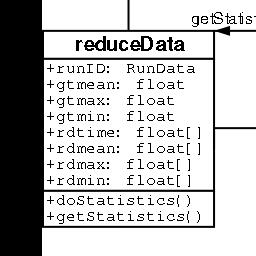 getStatis
reduceData
+runID: RunData
+gtmean: float
+gtmax: float
+gtmin: float
+rdtime: float[]
+rdmean: float[]
+rdmax: float[]
+rdmin: float[]
+doStatistics()
+getStatistics()